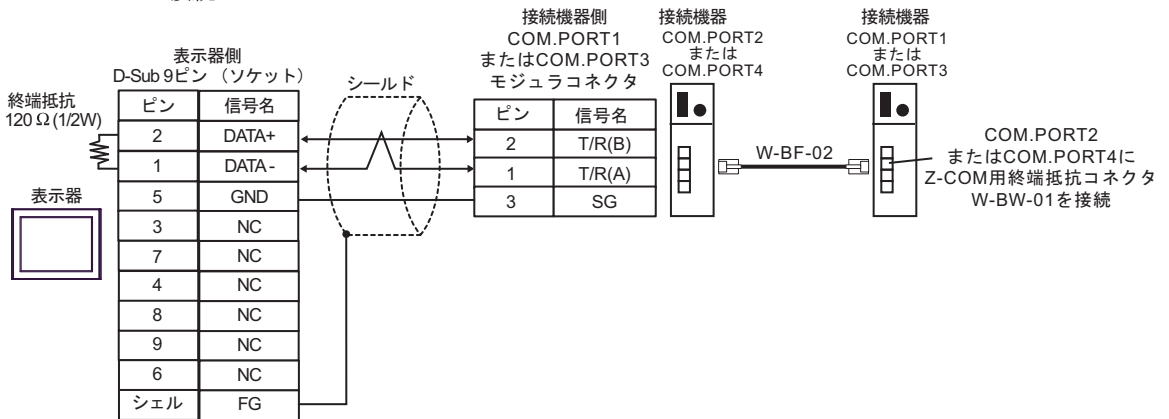 表示器側
D-Sub 9ピン （ソケット）
終端抵抗
120 Ω (1/2W)
ピン 信号名
2 DATA+
1 DATA-
5 GND
3 NC
7 NC
4 NC
8 NC
9 NC
6 NC
シェル FG
表示器
シールド
接続機器側
COM.PORT1
またはCOM.PORT3
モジュラコネクタ
ピン 信号名
2 T/R(B)
1 T/R(A)
3 SG
接続機器
COM.PORT2
または
COM.PORT4
W-BF-02
接続機器
COM.PORT1
または
COM.PORT3
COM.PORT2
またはCOM.PORT4に
Z-COM用終端抵抗コネクタ
W-BW-01を接続